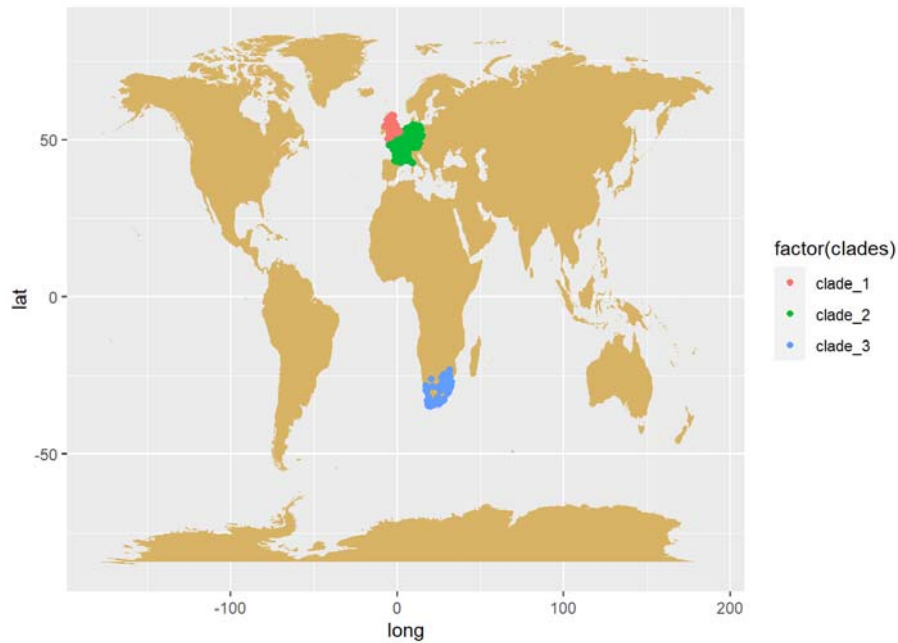 50
0
-50
lat
-100
0
100
200
long
factor(clades)
clade_1
clade_2
clade_3